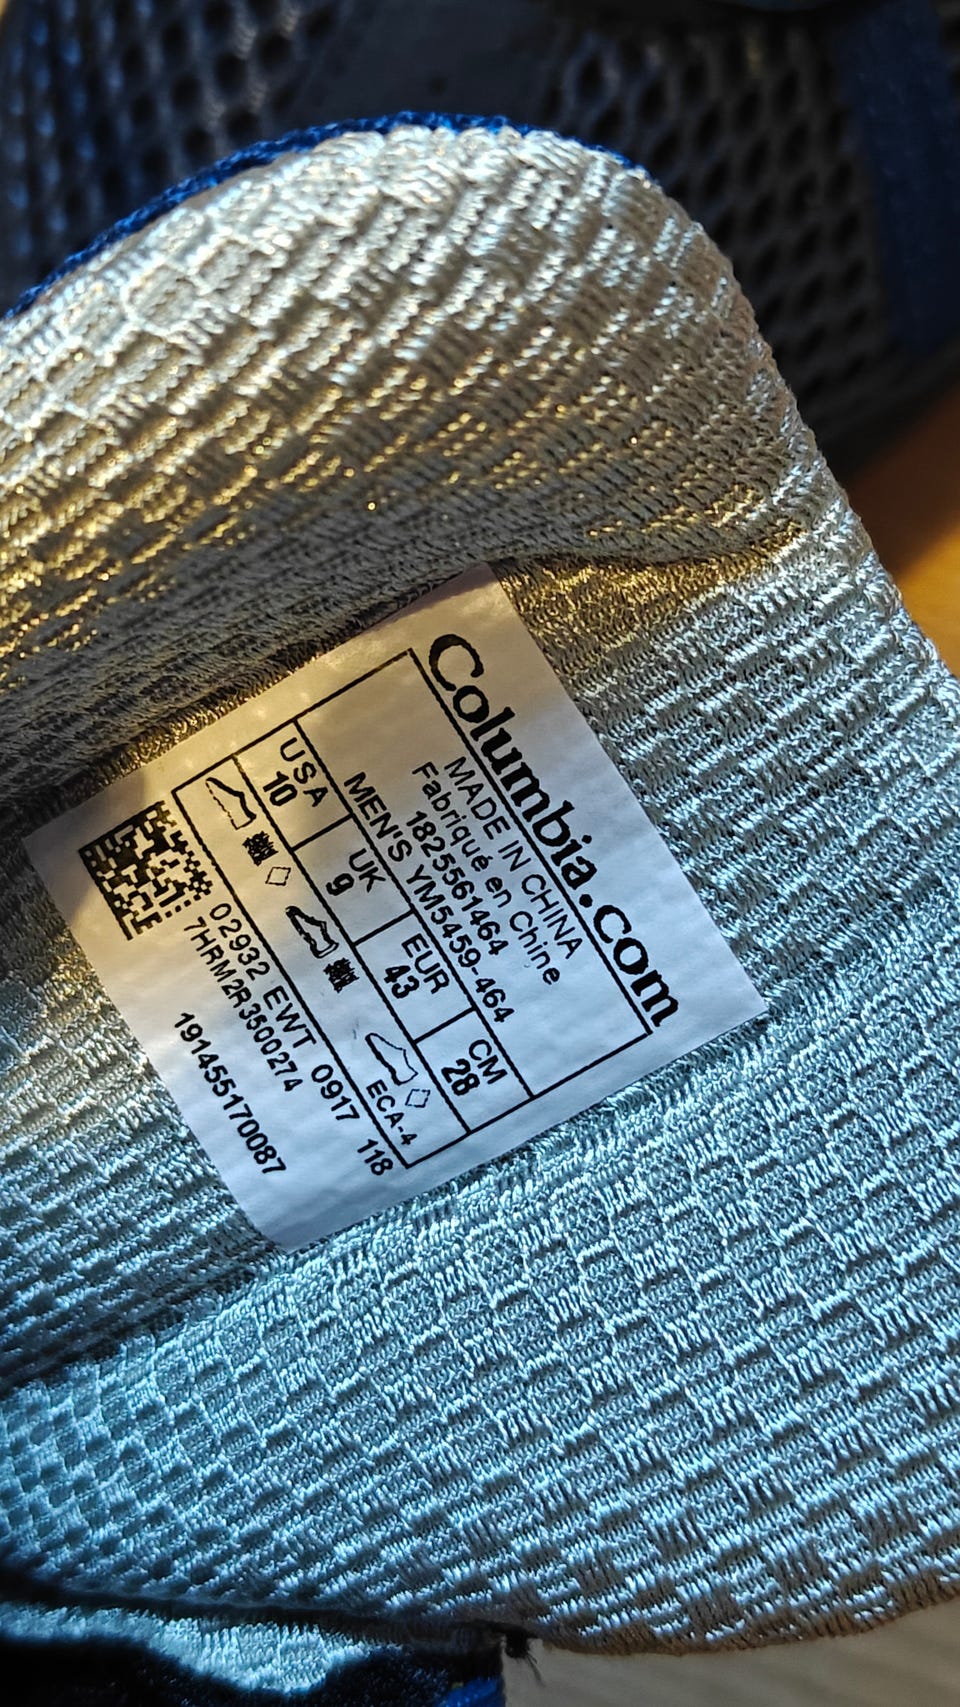 Columbia.com
MADE IN CHINA
Fabriqué en Chine
1825561464
MEN'S YM5459-464
USA UK EUR CM
10 9 43 28
ECA-4
02932 EWT 0917 118
7HRM2R3500274
191455170087